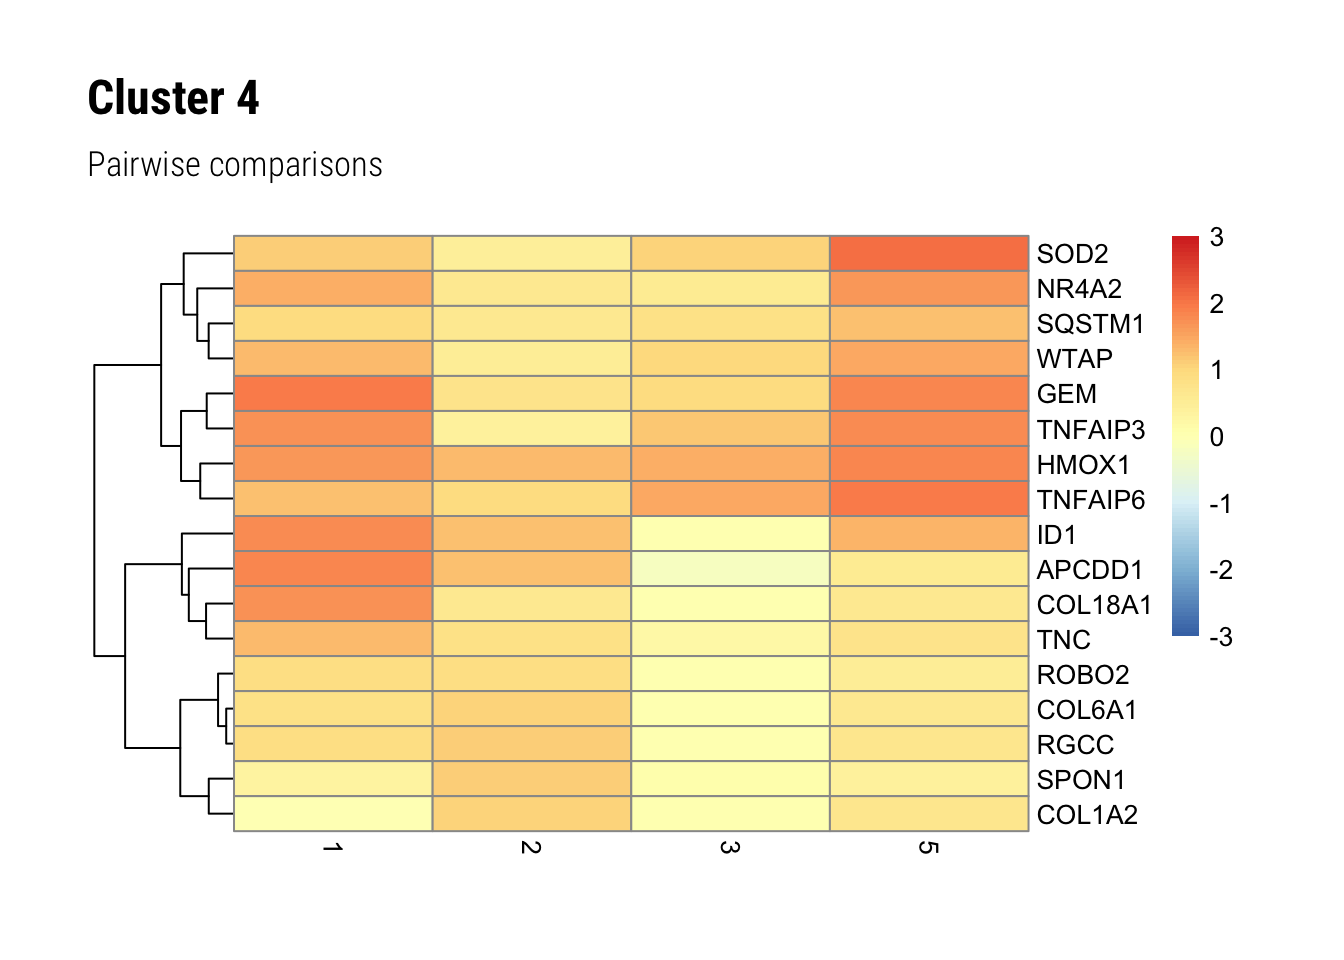 Cluster 4
Pairwise comparisons
SOD2
NR4A2
SQSTM1
WTAP
GEM
TNFAIP3
HMOX1
TNFAIP6
ID1
APCDD1
COL18A1
TNC
ROBO2
COL6A1
RGCC
SPON1
COL1A2
1 2 3 5
3
2
1
0
-1
-2
-3